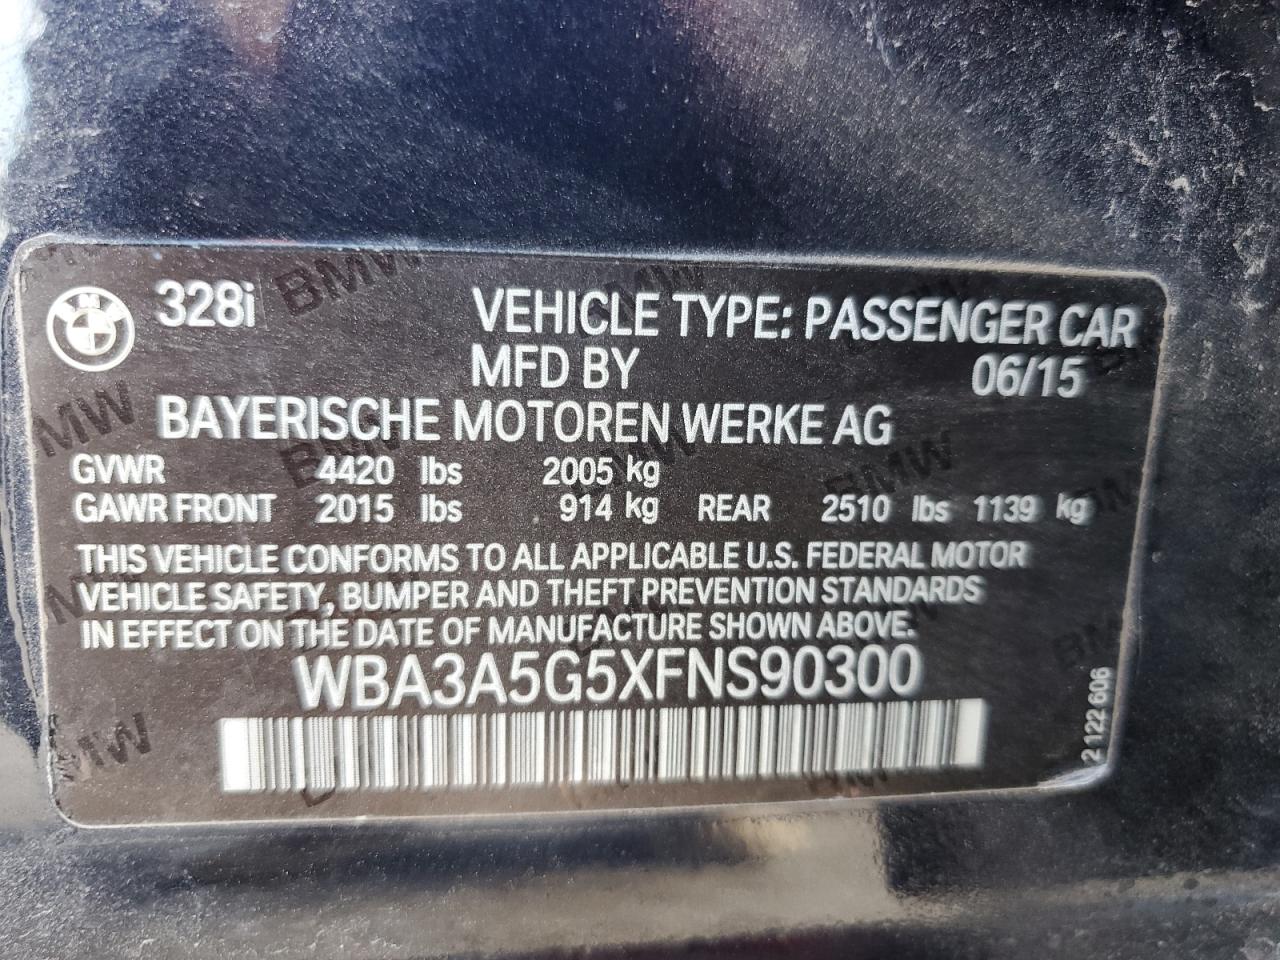 328i VEHICLE TYPE: PASSENGER CAR
MFD BY 06/15
BAYERISCHE MOTOREN WERKE AG
GVWR 4420 lbs 2005 kg
GAWR FRONT 2015 lbs 914 kg REAR 2510 lbs 1139 kg
THIS VEHICLE CONFORMS TO ALL APPLICABLE U.S. FEDERAL MOTOR
VEHICLE SAFETY, BUMPER AND THEFT PREVENTION STANDARDS
IN EFFECT ON THE DATE OF MANUFACTURE SHOWN ABOVE.
WBA3A5G5XFNS90300
2 122 606